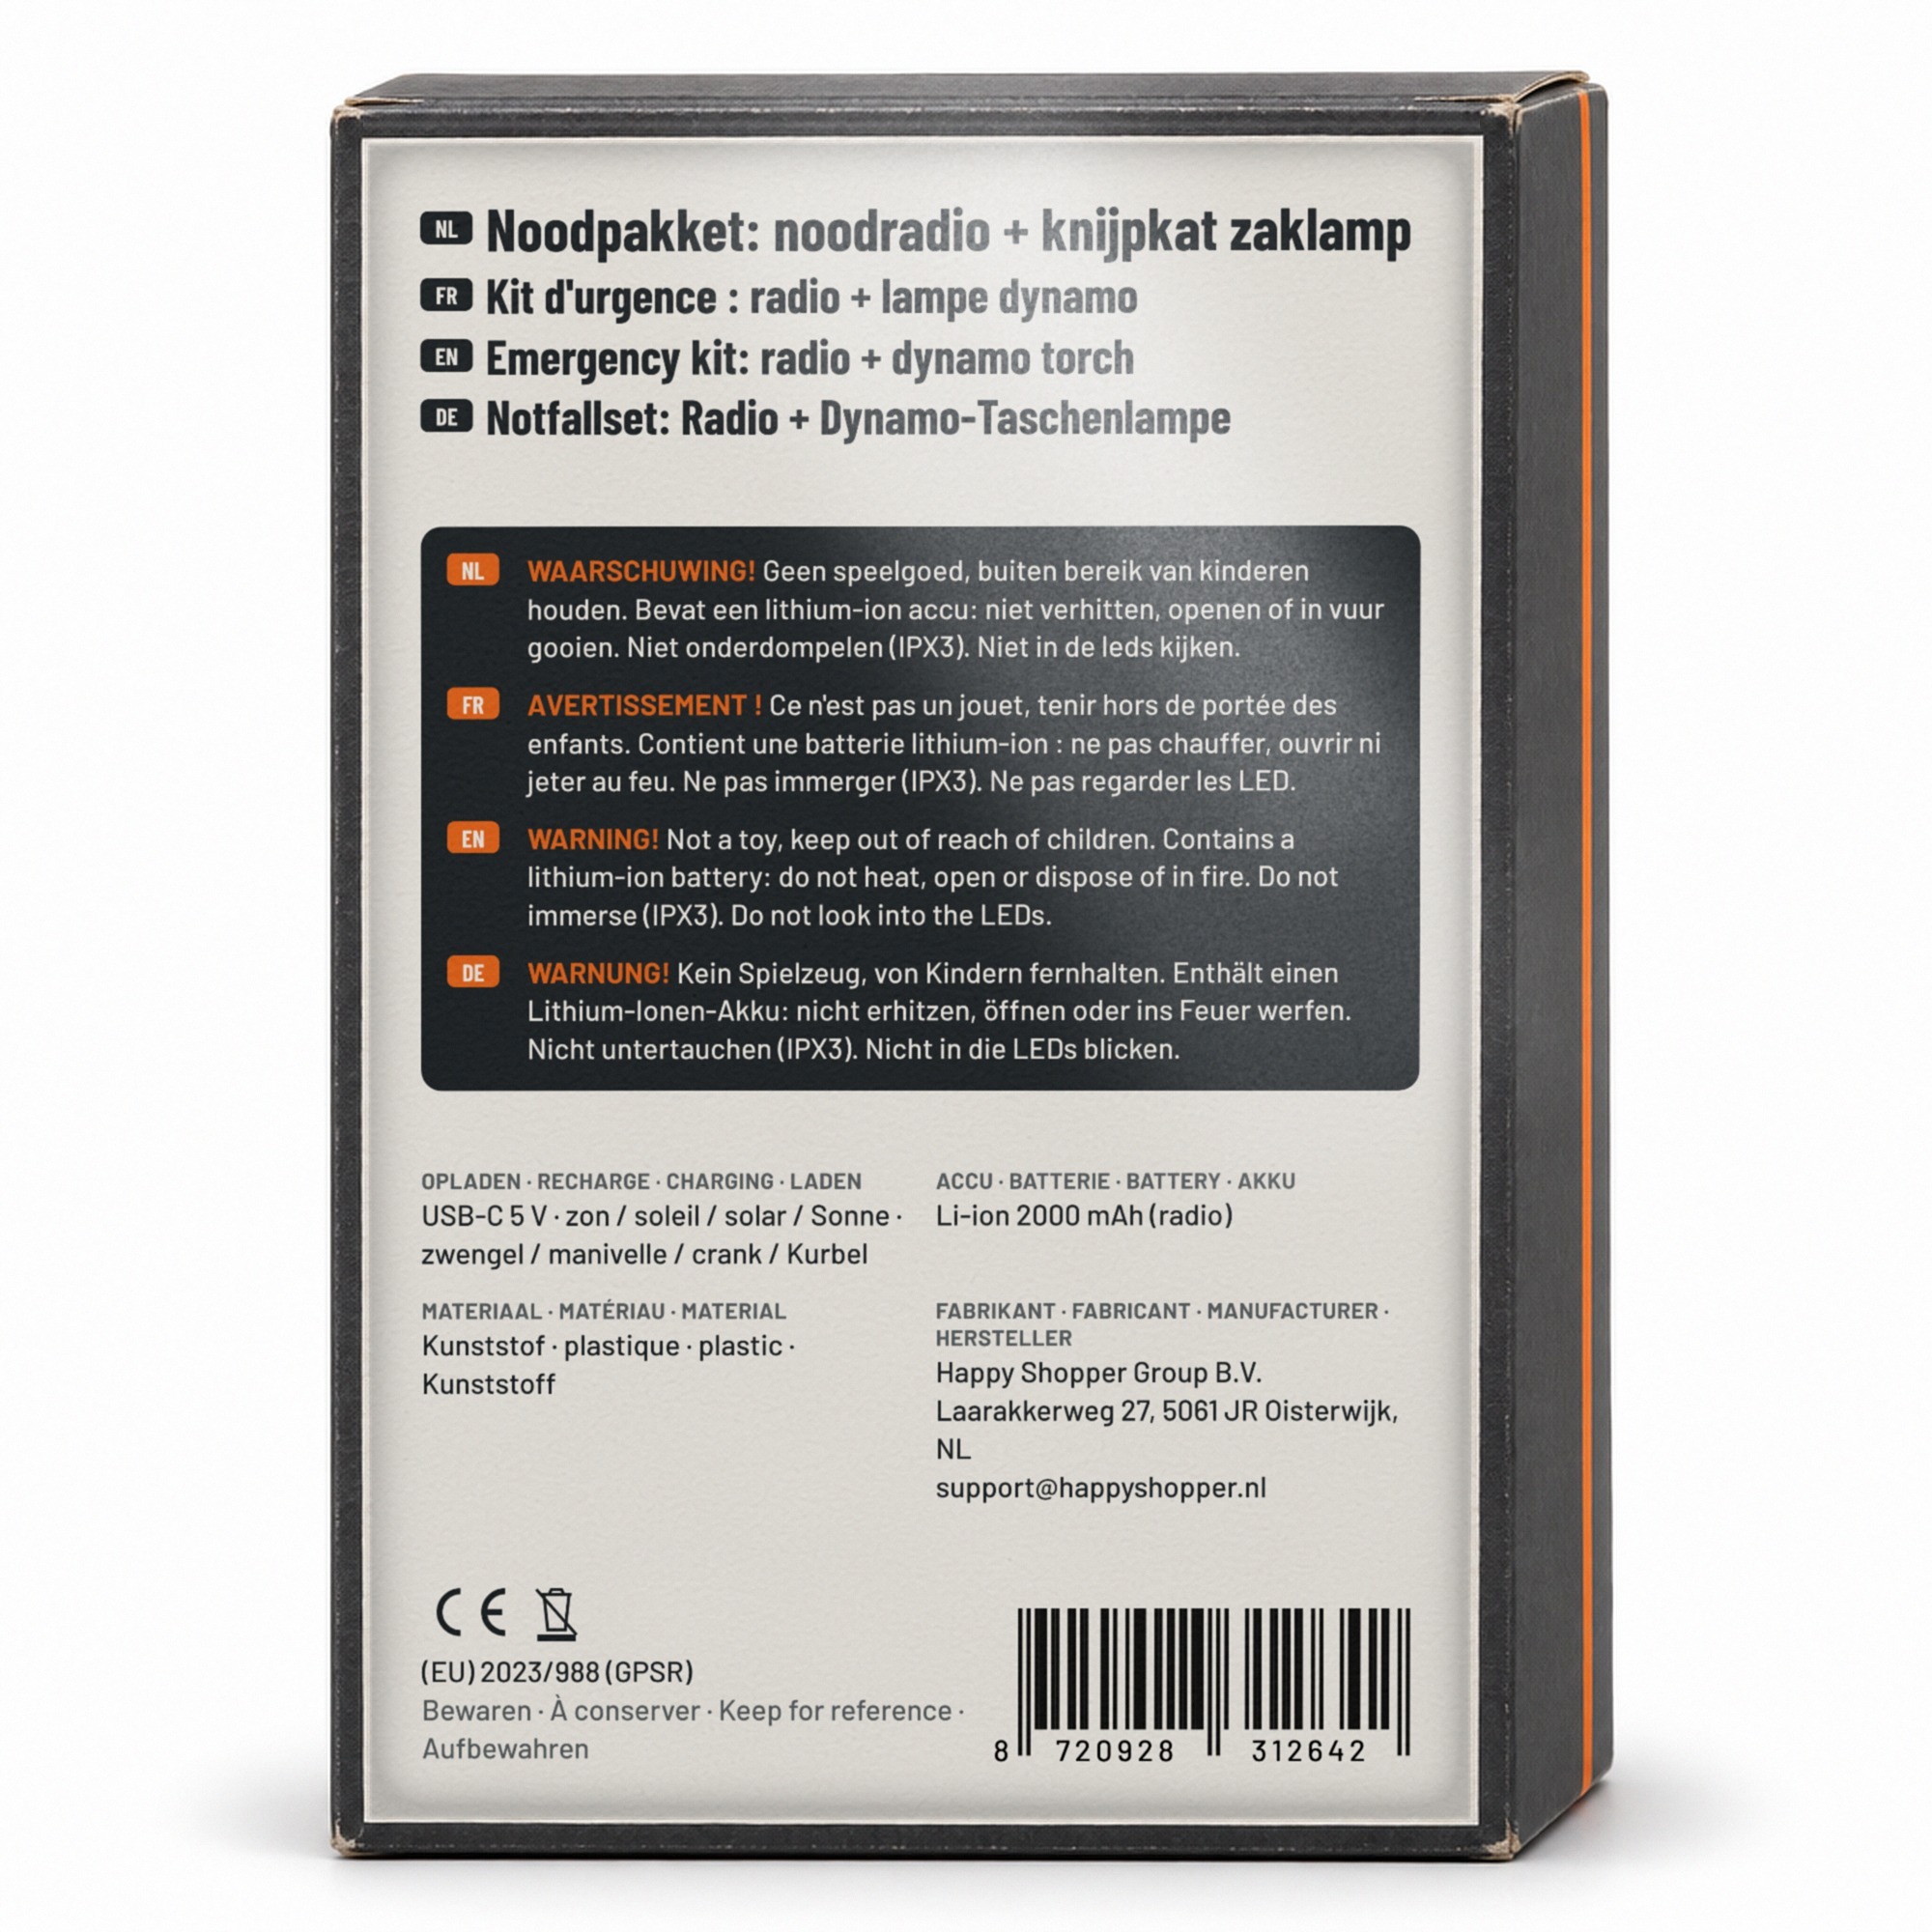 NL Noodpakket: noodradio + knijpkat zaklamp
FR Kit d'urgence : radio + lampe dynamo
EN Emergency kit: radio + dynamo torch
DE Notfallset: Radio + Dynamo-Taschenlampe
NL WAARSCHUWING! Geen speelgoed, buiten bereik van kinderen
houden. Bevat een lithium-ion accu: niet verhitten, openen of in vuur
gooien. Niet onderdompelen (IPX3). Niet in de leds kijken.
FR AVERTISSEMENT ! Ce n'est pas un jouet, tenir hors de portée des
enfants. Contient une batterie lithium-ion : ne pas chauffer, ouvrir ni
jeter au feu. Ne pas immerger (IPX3). Ne pas regarder les LED.
EN WARNING! Not a toy, keep out of reach of children. Contains a
lithium-ion battery: do not heat, open or dispose of in fire. Do not
immerse (IPX3). Do not look into the LEDs.
DE WARNUNG! Kein Spielzeug, von Kindern fernhalten. Enthält einen
Lithium-Ionen-Akku: nicht erhitzen, öffnen oder ins Feuer werfen.
Nicht untertauchen (IPX3). Nicht in die LEDs blicken.
OPLADEN · RECHARGE · CHARGING · LADEN
USB-C 5 V · zon / soleil / solar / Sonne ·
zwengel / manivelle / crank / Kurbel
ACCU · BATTERIE · BATTERY · AKKU
Li-ion 2000 mAh (radio)
MATERIAAL · MATÉRIAU · MATERIAL
Kunststof · plastique · plastic ·
Kunststoff
FABRIKANT · FABRICANT · MANUFACTURER ·
HERSTELLER
Happy Shopper Group B.V.
Laarakkerweg 27, 5061 JR Oisterwijk,
NL
support@happyshopper.nl
CE
(EU) 2023/988 (GPSR)
Bewaren · À conserver · Keep for reference ·
Aufbewahren
8 720928 312642